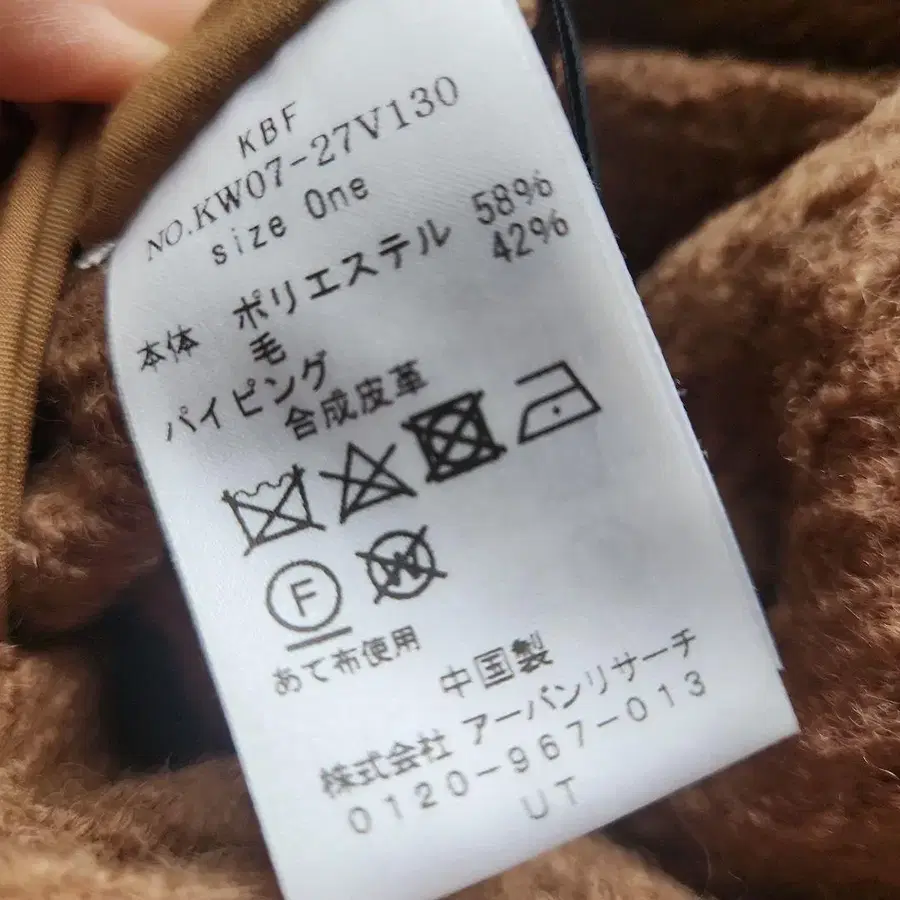 KBF
NO.KW07-27V130
size One
本体 ポリエステル 58%
毛 42%
パイピング
合成皮革
F W
あて布使用
中国製
株式会社 アーバンリサーチ
0120-967-013
UT